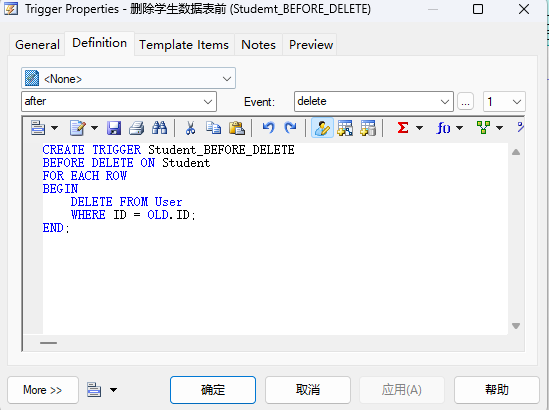 Trigger Properties - 删除学生数据表前 (Studemt_BEFORE_DELETE)
General Definition Template Items Notes Preview
<None>
after Event: delete ... 1
Σ f()
CREATE TRIGGER Student_BEFORE_DELETE
BEFORE DELETE ON Student
FOR EACH ROW
BEGIN
DELETE FROM User
WHERE ID = OLD.ID;
END;
More >> 确定 取消 应用(A) 帮助